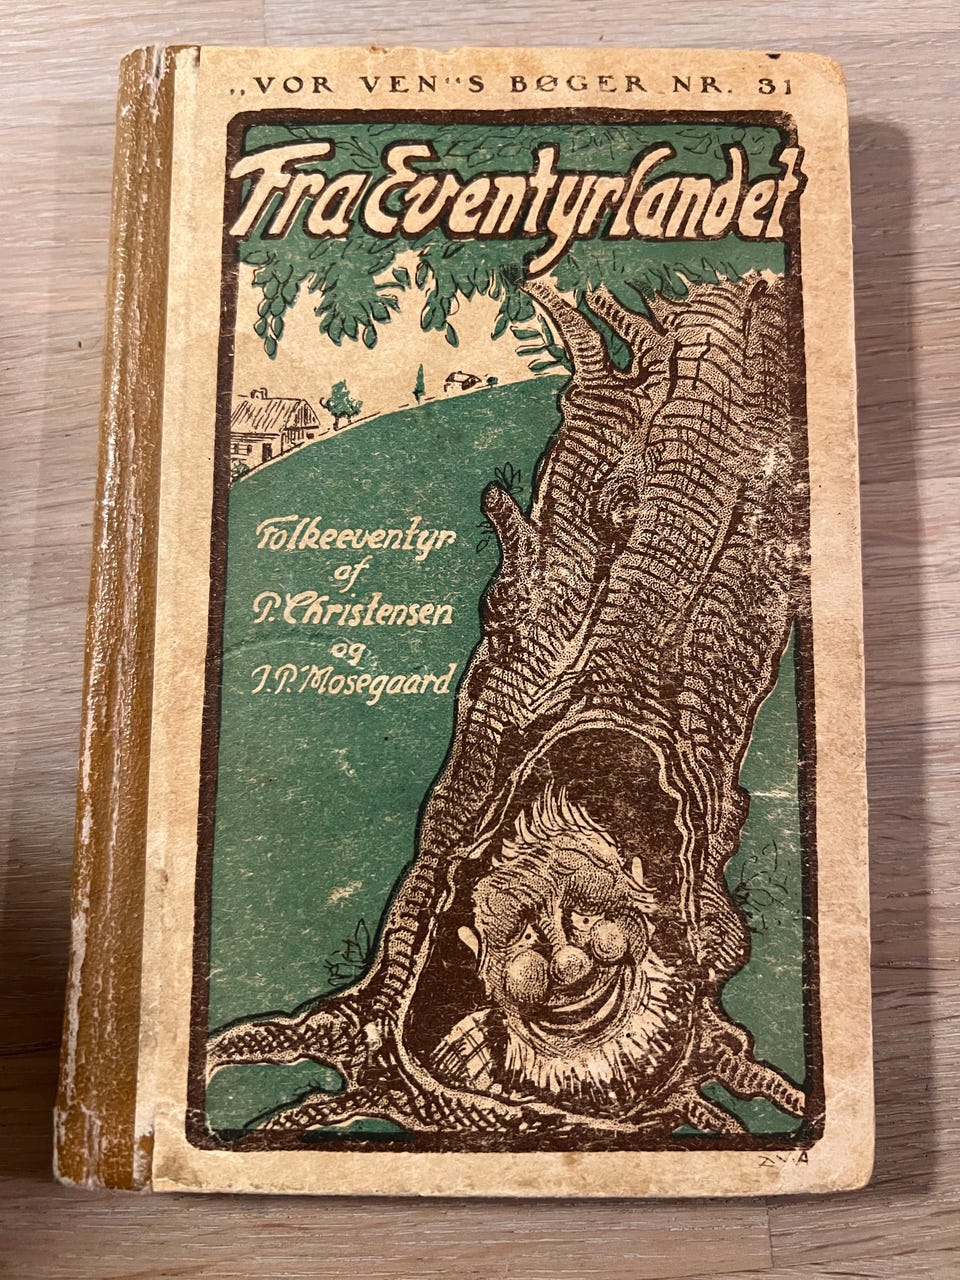 „VOR VEN“S BØGER NR. 31
Fra Eventyrlandet
Folkeeventyr
af
P. Christensen
og
J. P. Mosegaard